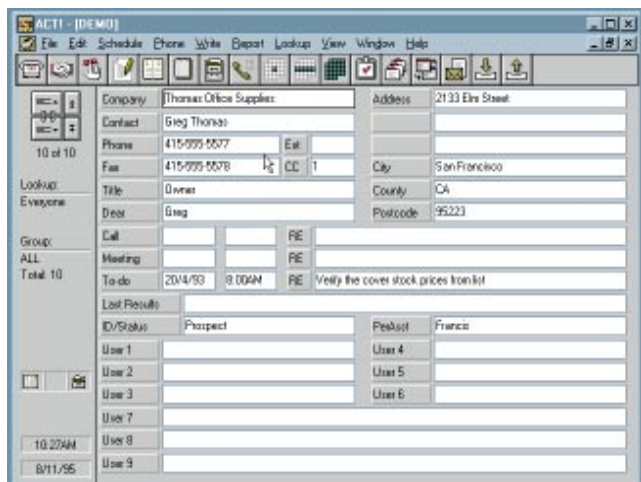 ACT! - [DEMO]
File Edit Schedule Phone Write Report Lookup View Window Help
Company Thomas Office Supplies Address 2133 Elm Street
Contact Greg Thomas
10 of 10
Phone 415-555-5577 Ext
Fax 415-555-5578 CC 1 City San Francisco
Lookup:
Everyone
Title Owner County CA
Dear Greg Postcode 95223
Group:
ALL
Total: 10
Call RE
Meeting RE
To-do 20/4/93 8:00AM RE Verify the cover stock prices from list
Last Results
ID/Status Prospect PerAsst Francis
User 1 User 4
User 2 User 5
User 3 User 6
User 7
User 8
User 9
10:27AM
8/11/95